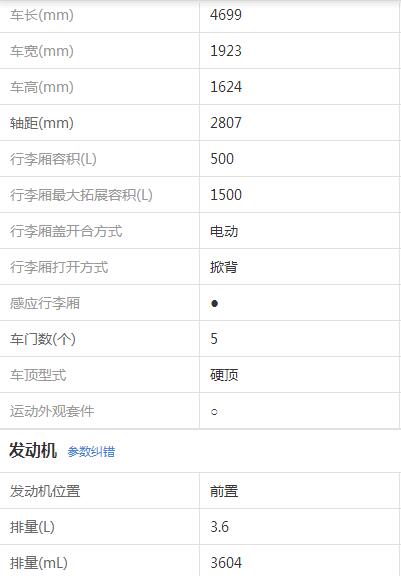 车长(mm) 4699
车宽(mm) 1923
车高(mm) 1624
轴距(mm) 2807
行李厢容积(L) 500
行李厢最大拓展容积(L) 1500
行李厢盖开合方式 电动
行李厢打开方式 掀背
感应行李厢 ●
车门数(个) 5
车顶型式 硬顶
运动外观套件 ○
发动机 参数纠错
发动机位置 前置
排量(L) 3.6
排量(mL) 3604